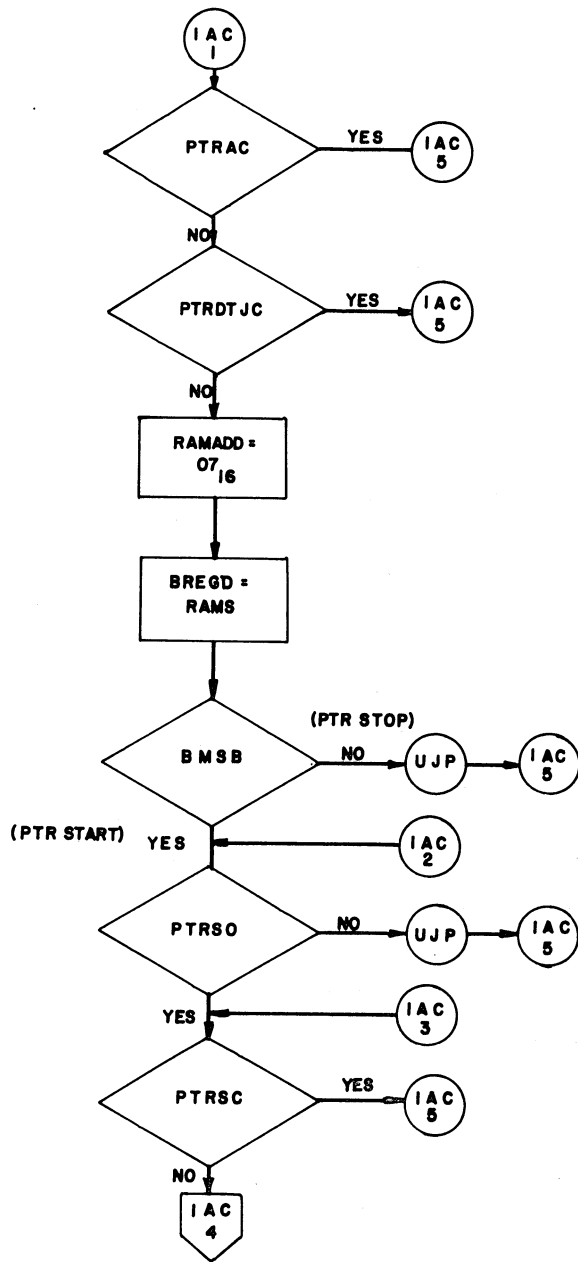 IAC
1
PTRAC
YES
IAC
5
NO
PTRDTJC
YES
IAC
5
NO
RAMADD =
07
16
BREG'D =
RAMS
(PTR STOP)
BMSB
NO
UJP
IAC
5
(PTR START)
YES
IAC
2
PTRSO
NO
UJP
IAC
5
YES
IAC
3
PTRSC
YES
IAC
5
NO
IAC
4